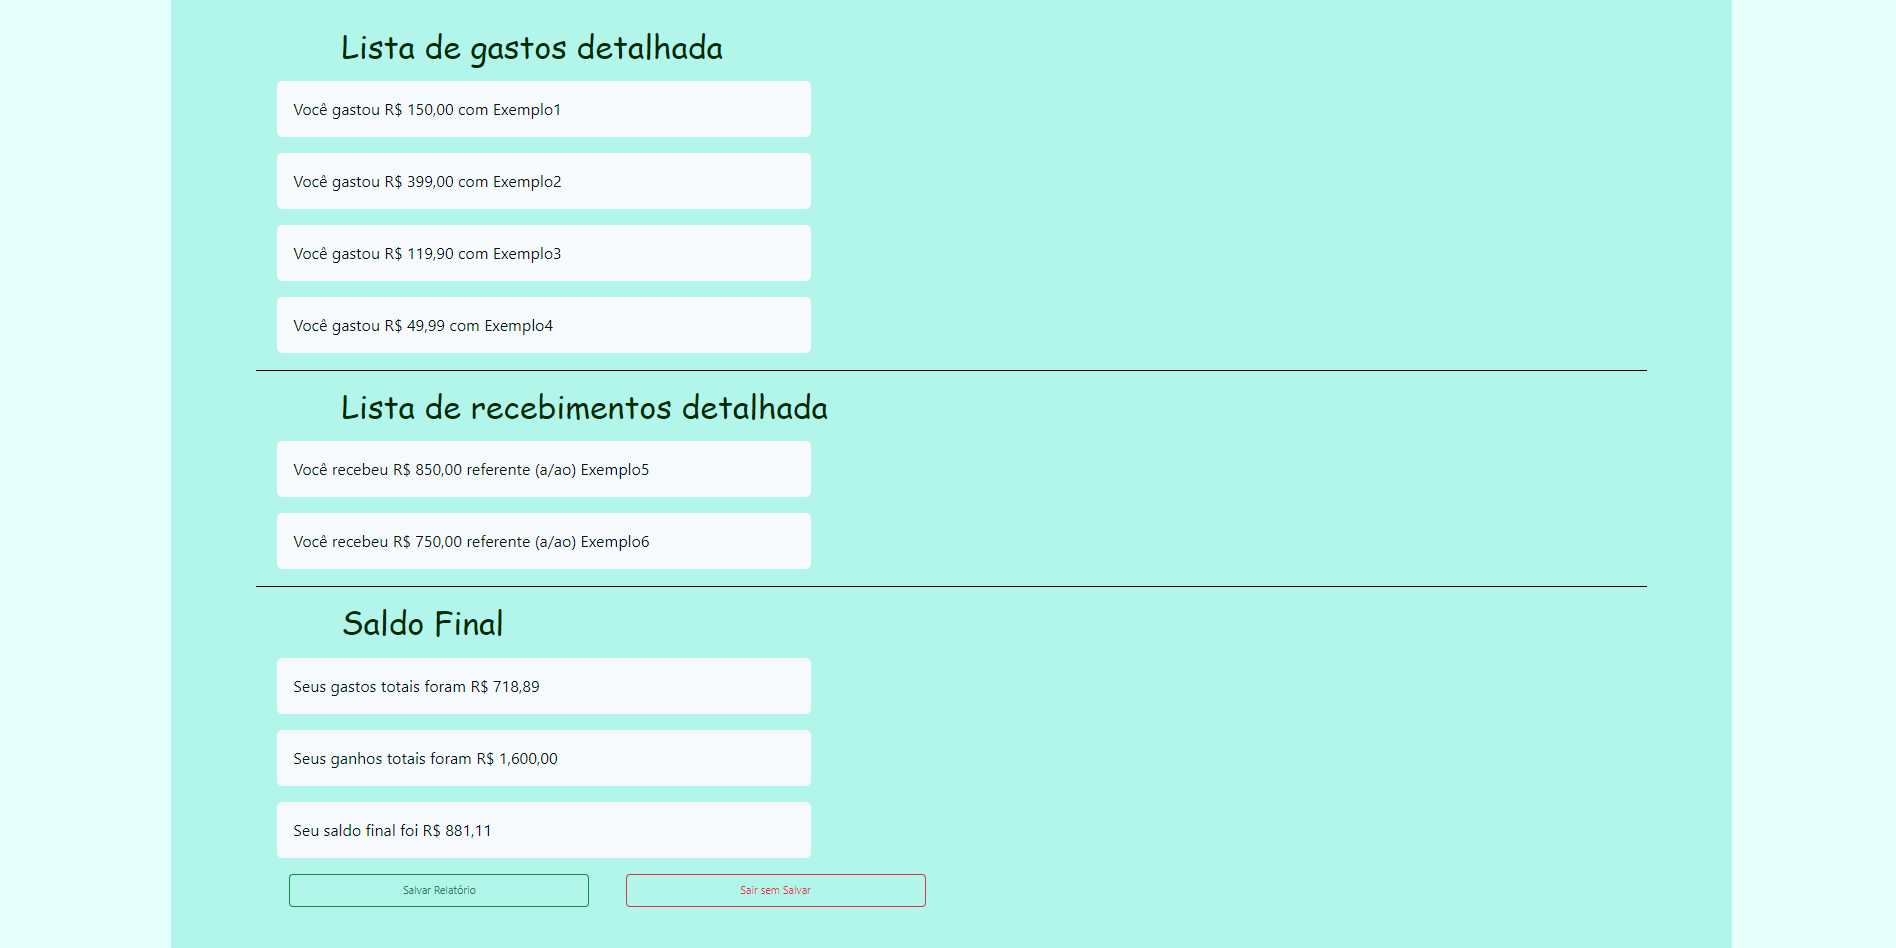 Lista de gastos detalhada
Você gastou R$ 150,00 com Exemplo1
Você gastou R$ 399,00 com Exemplo2
Você gastou R$ 119,90 com Exemplo3
Você gastou R$ 49,99 com Exemplo4
Lista de recebimentos detalhada
Você recebeu R$ 850,00 referente (a/ao) Exemplo5
Você recebeu R$ 750,00 referente (a/ao) Exemplo6
Saldo Final
Seus gastos totais foram R$ 718,89
Seus ganhos totais foram R$ 1,600,00
Seu saldo final foi R$ 881,11
Salvar Relatório
Sair sem Salvar